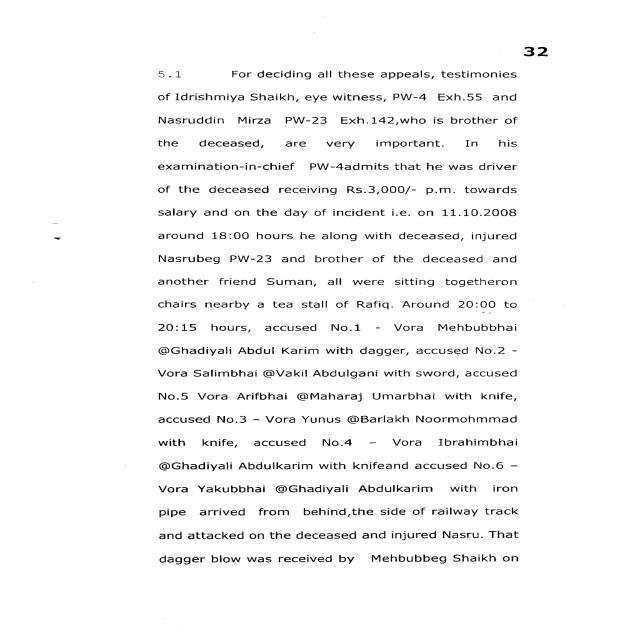 32
5.1 For deciding all these appeals, testimonies
of Idrishmiya Shaikh, eye witness, PW-4 Exh.55 and
Nasruddin Mirza PW-23 Exh.142,who is brother of
the deceased, are very important. In his
examination-in-chief PW-4admits that he was driver
of the deceased receiving Rs.3,000/- p.m. towards
salary and on the day of incident i.e. on 11.10.2008
around 18:00 hours he along with deceased, injured
Nasrubeg PW-23 and brother of the deceased and
another friend Suman, all were sitting togetheron
chairs nearby a tea stall of Rafiq. Around 20:00 to
20:15 hours, accused No.1 - Vora Mehbubbhai
@Ghadiyali Abdul Karim with dagger, accused No.2 -
Vora Salimbhai @Vakil Abdulgani with sword, accused
No.5 Vora Arifbhai @Maharaj Umarbhai with knife,
accused No.3 – Vora Yunus @Barlakh Noormohmmad
with knife, accused No.4 – Vora Ibrahimbhai
@Ghadiyali Abdulkarim with knifeand accused No.6 –
Vora Yakubbhai @Ghadiyali Abdulkarim with iron
pipe arrived from behind,the side of railway track
and attacked on the deceased and injured Nasru. That
dagger blow was received by Mehbubbeg Shaikh on